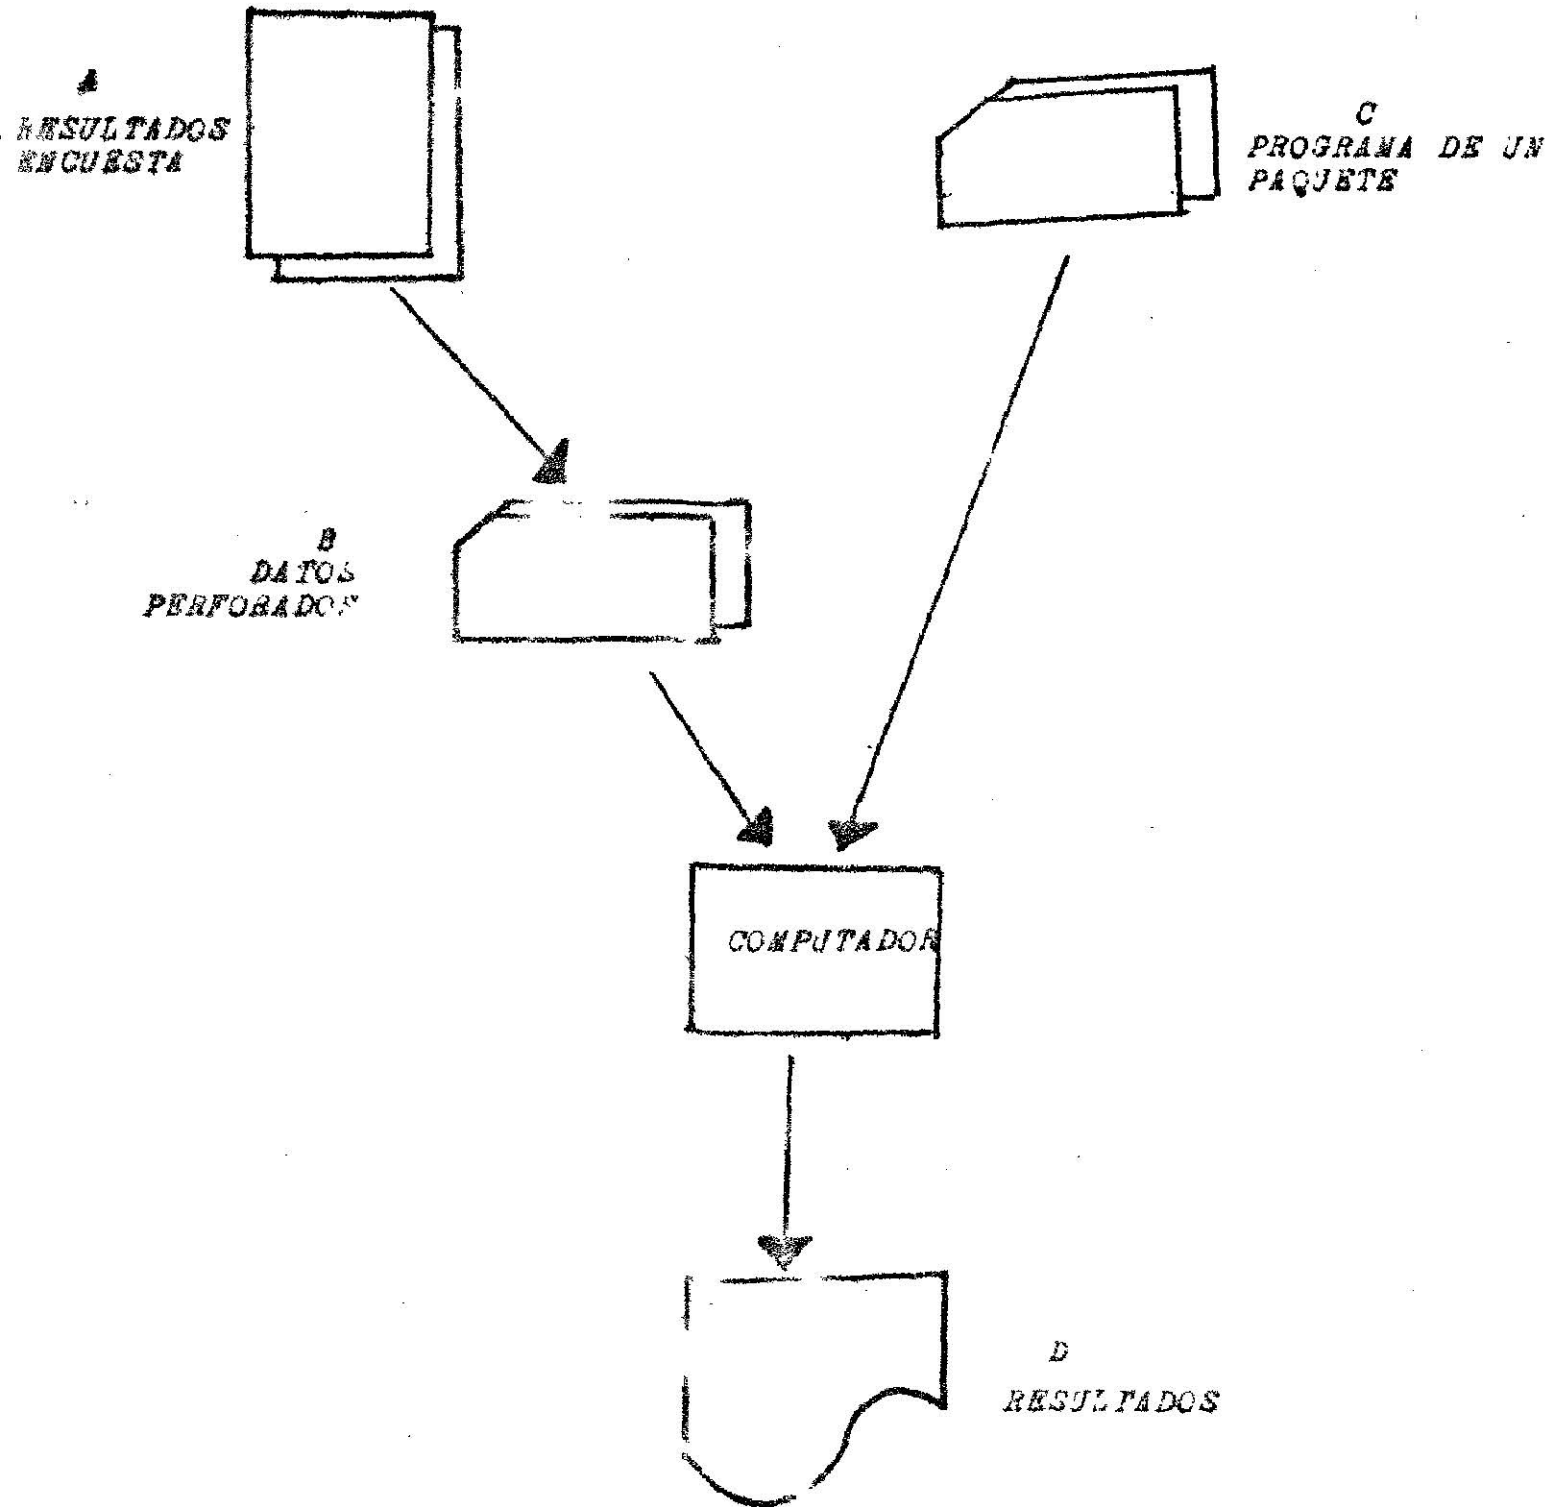 A
RESULTADOS
ENCUESTA
C
PROGRAMA DE UN
PAQUETE
B
DATOS
PERFORADOS
COMPUTADOR
D
RESULTADOS